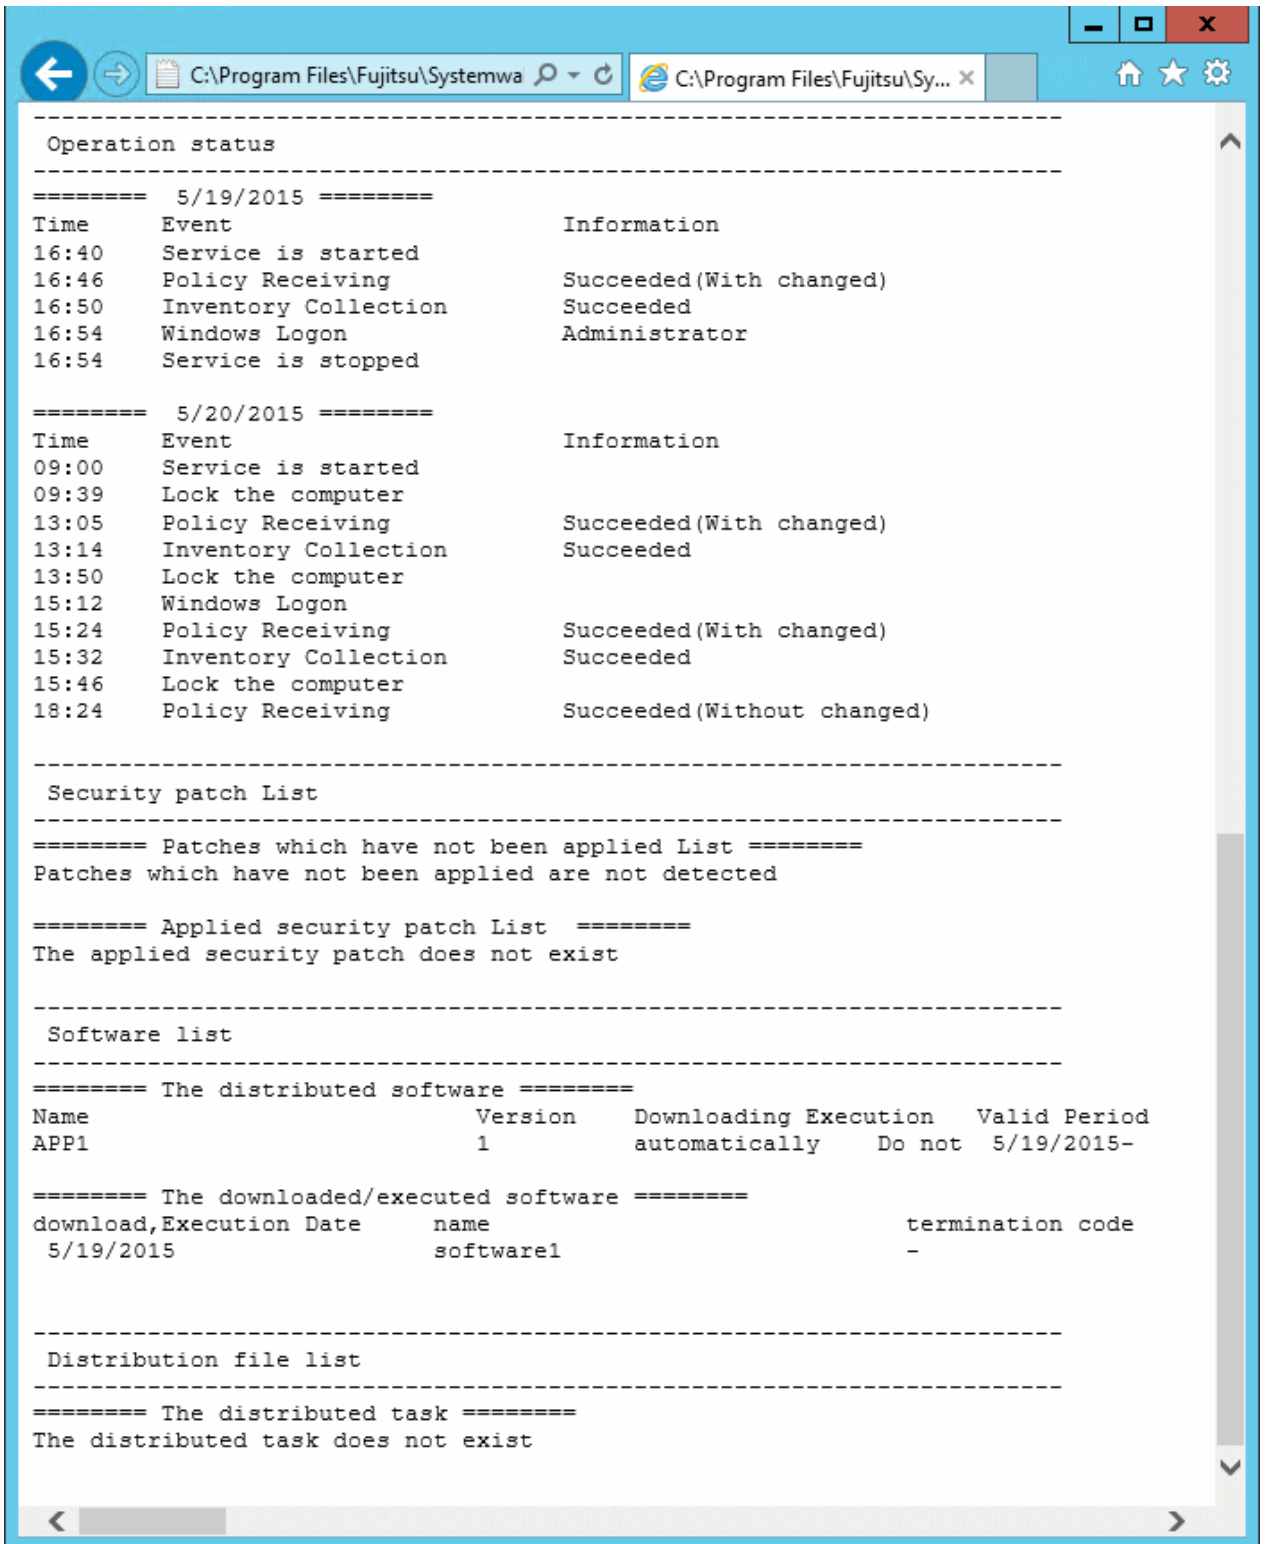 x
C:\Program Files\Fujitsu\Systemwa
C:\Program Files\Fujitsu\Sy...
------------------------------------------------------------------------
Operation status
------------------------------------------------------------------------
======== 5/19/2015 ========
Time Event Information
16:40 Service is started
16:46 Policy Receiving Succeeded(With changed)
16:50 Inventory Collection Succeeded
16:54 Windows Logon Administrator
16:54 Service is stopped
======== 5/20/2015 ========
Time Event Information
09:00 Service is started
09:39 Lock the computer
13:05 Policy Receiving Succeeded(With changed)
13:14 Inventory Collection Succeeded
13:50 Lock the computer
15:12 Windows Logon
15:24 Policy Receiving Succeeded(With changed)
15:32 Inventory Collection Succeeded
15:46 Lock the computer
18:24 Policy Receiving Succeeded(Without changed)
------------------------------------------------------------------------
Security patch List
------------------------------------------------------------------------
======== Patches which have not been applied List ========
Patches which have not been applied are not detected
======== Applied security patch List ========
The applied security patch does not exist
------------------------------------------------------------------------
Software list
------------------------------------------------------------------------
======== The distributed software ========
Name Version Downloading Execution Valid Period
APP1 1 automatically Do not 5/19/2015-
======== The downloaded/executed software ========
download,Execution Date name termination code
5/19/2015 software1 -
------------------------------------------------------------------------
Distribution file list
------------------------------------------------------------------------
======== The distributed task ========
The distributed task does not exist